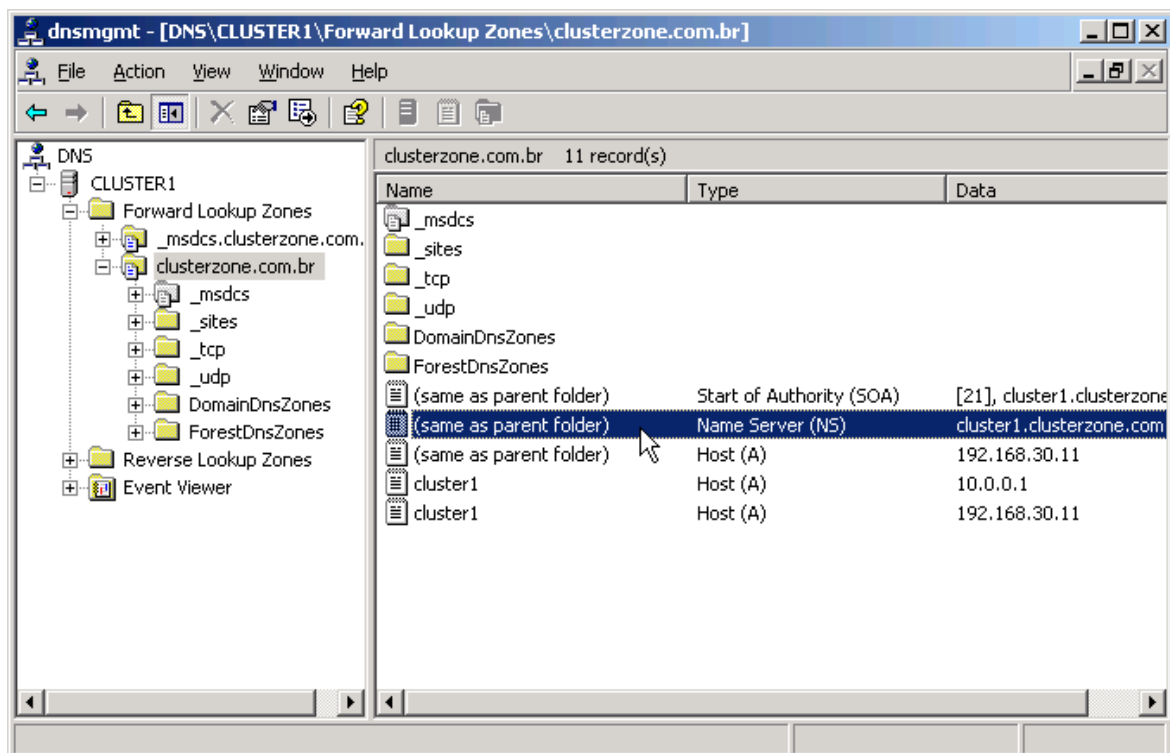 dnsmgmt - [DNS\CLUSTER1\Forward Lookup Zones\clusterzone.com.br]
File Action View Window Help
DNS
CLUSTER1
Forward Lookup Zones
_msdcs.clusterzone.com.
clusterzone.com.br
_msdcs
_sites
_tcp
_udp
DomainDnsZones
ForestDnsZones
Reverse Lookup Zones
Event Viewer
clusterzone.com.br 11 record(s)
Name Type Data
_msdcs
_sites
_tcp
_udp
DomainDnsZones
ForestDnsZones
(same as parent folder) Start of Authority (SOA) [21], cluster1.clusterzone
(same as parent folder) Name Server (NS) cluster1.clusterzone.com
(same as parent folder) Host (A) 192.168.30.11
cluster1 Host (A) 10.0.0.1
cluster1 Host (A) 192.168.30.11